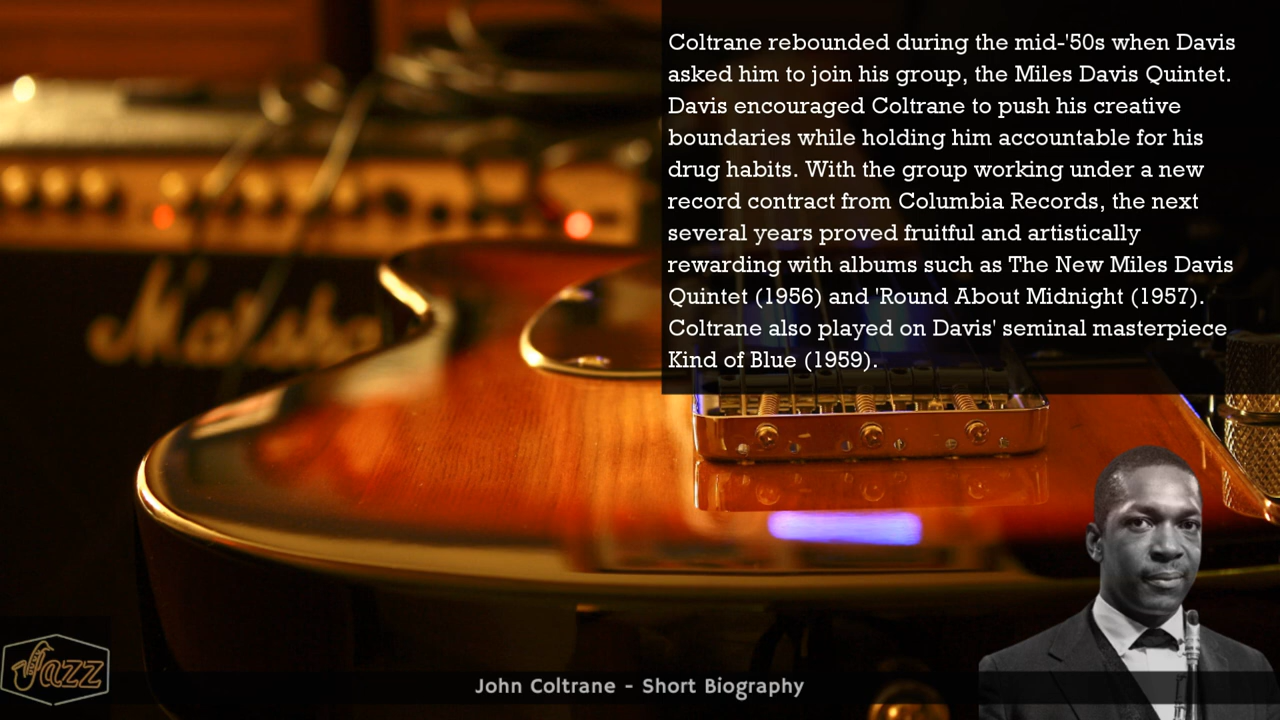 Coltrane rebounded during the mid-'50s when Davis
asked him to join his group, the Miles Davis Quintet.
Davis encouraged Coltrane to push his creative
boundaries while holding him accountable for his
drug habits. With the group working under a new
record contract from Columbia Records, the next
several years proved fruitful and artistically
rewarding with albums such as The New Miles Davis
Quintet (1956) and 'Round About Midnight (1957).
Coltrane also played on Davis' seminal masterpiece
Kind of Blue (1959).
Jazz
John Coltrane - Short Biography